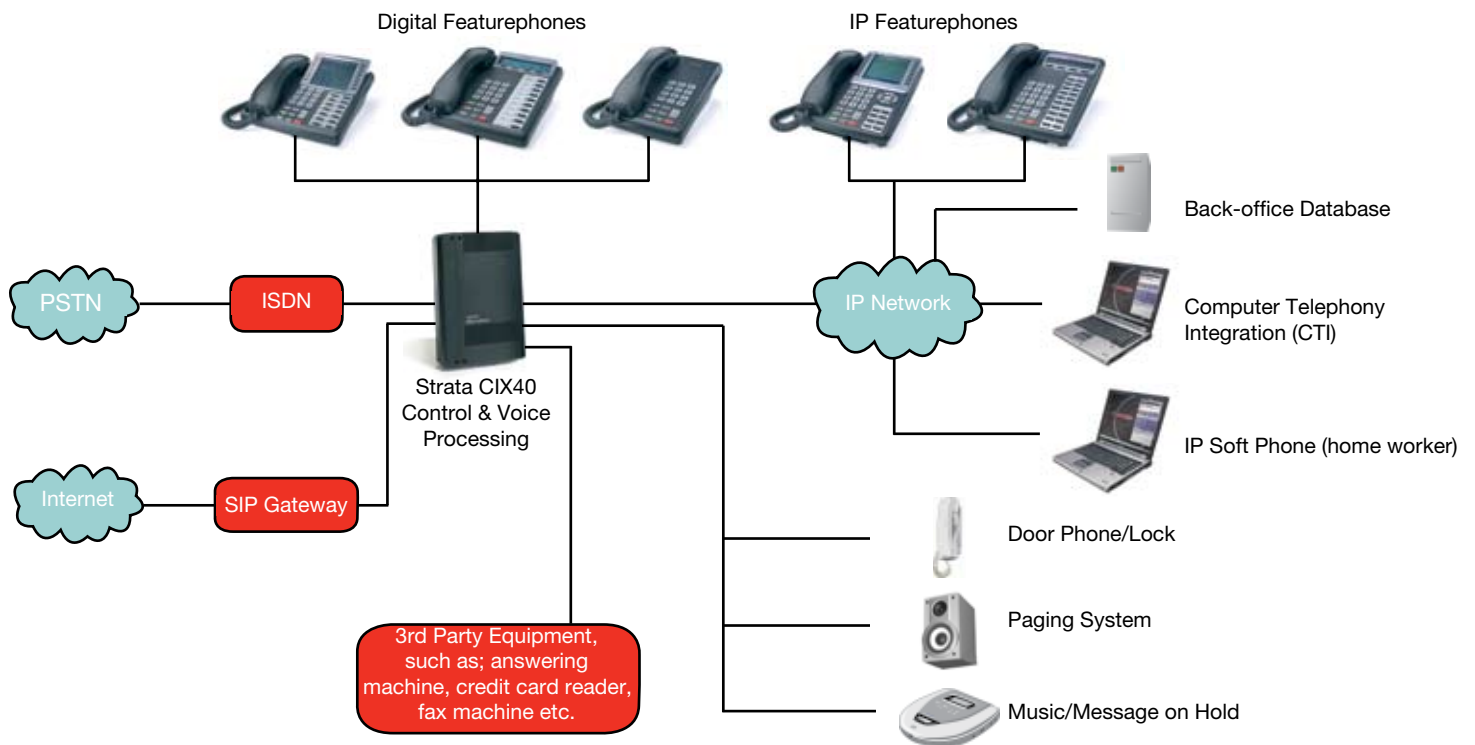 Digital Featurephones
IP Featurephones
Back-office Database
PSTN
ISDN
IP Network
Computer Telephony
Integration (CTI)
Strata CIX40
Control & Voice
Processing
IP Soft Phone (home worker)
Internet
SIP Gateway
Door Phone/Lock
Paging System
3rd Party Equipment,
such as; answering
machine, credit card reader,
fax machine etc.
Music/Message on Hold